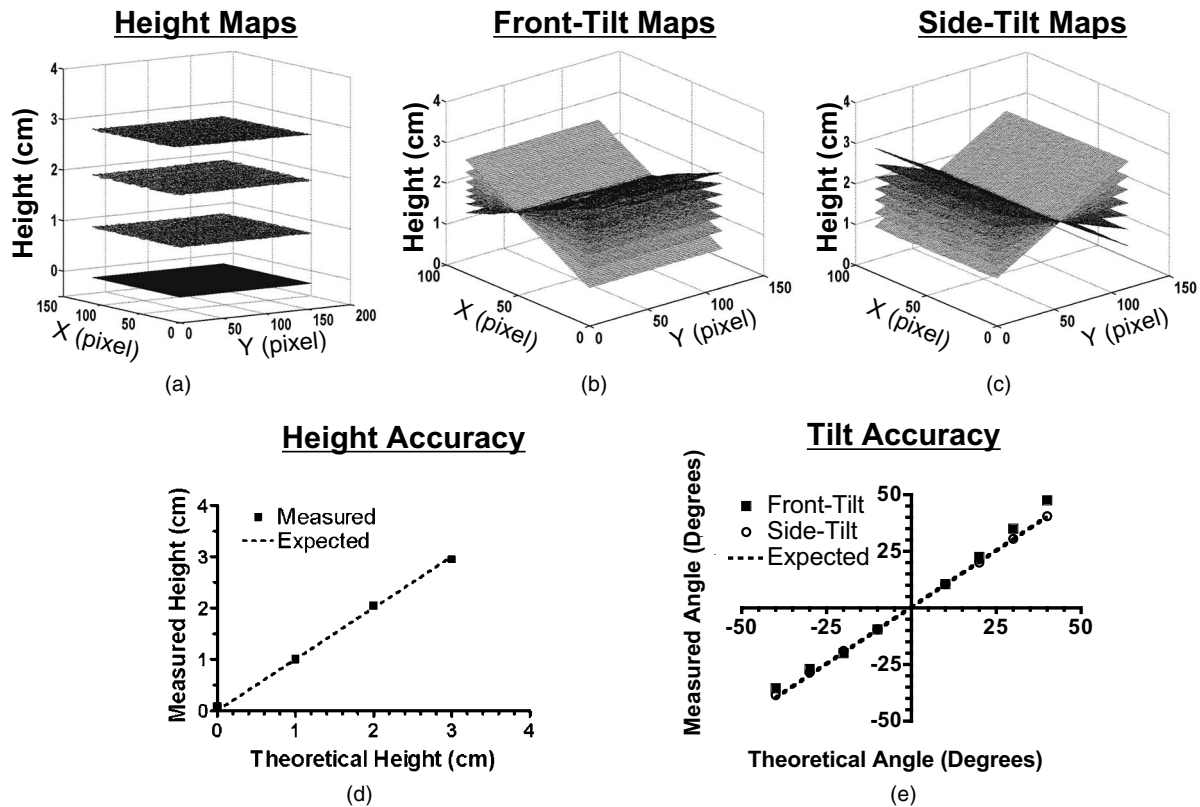 Height Maps
Height (cm)
4
3
2
1
0
150
100
50
0
0
50
100
150
200
X (pixel)
Y (pixel)
(a)
Front-Tilt Maps
Height (cm)
4
3
2
1
0
100
50
0
0
50
100
150
X (pixel)
Y (pixel)
(b)
Side-Tilt Maps
Height (cm)
4
3
2
1
0
100
50
0
0
50
100
150
X (pixel)
Y (pixel)
(c)
Height Accuracy
Measured Height (cm)
4
3
2
1
0
Measured
Expected
0
1
2
3
4
Theoretical Height (cm)
(d)
Tilt Accuracy
Measured Angle (Degrees)
Front-Tilt
Side-Tilt
Expected
50
25
-50
-25
25
50
-25
-50
Theoretical Angle (Degrees)
(e)